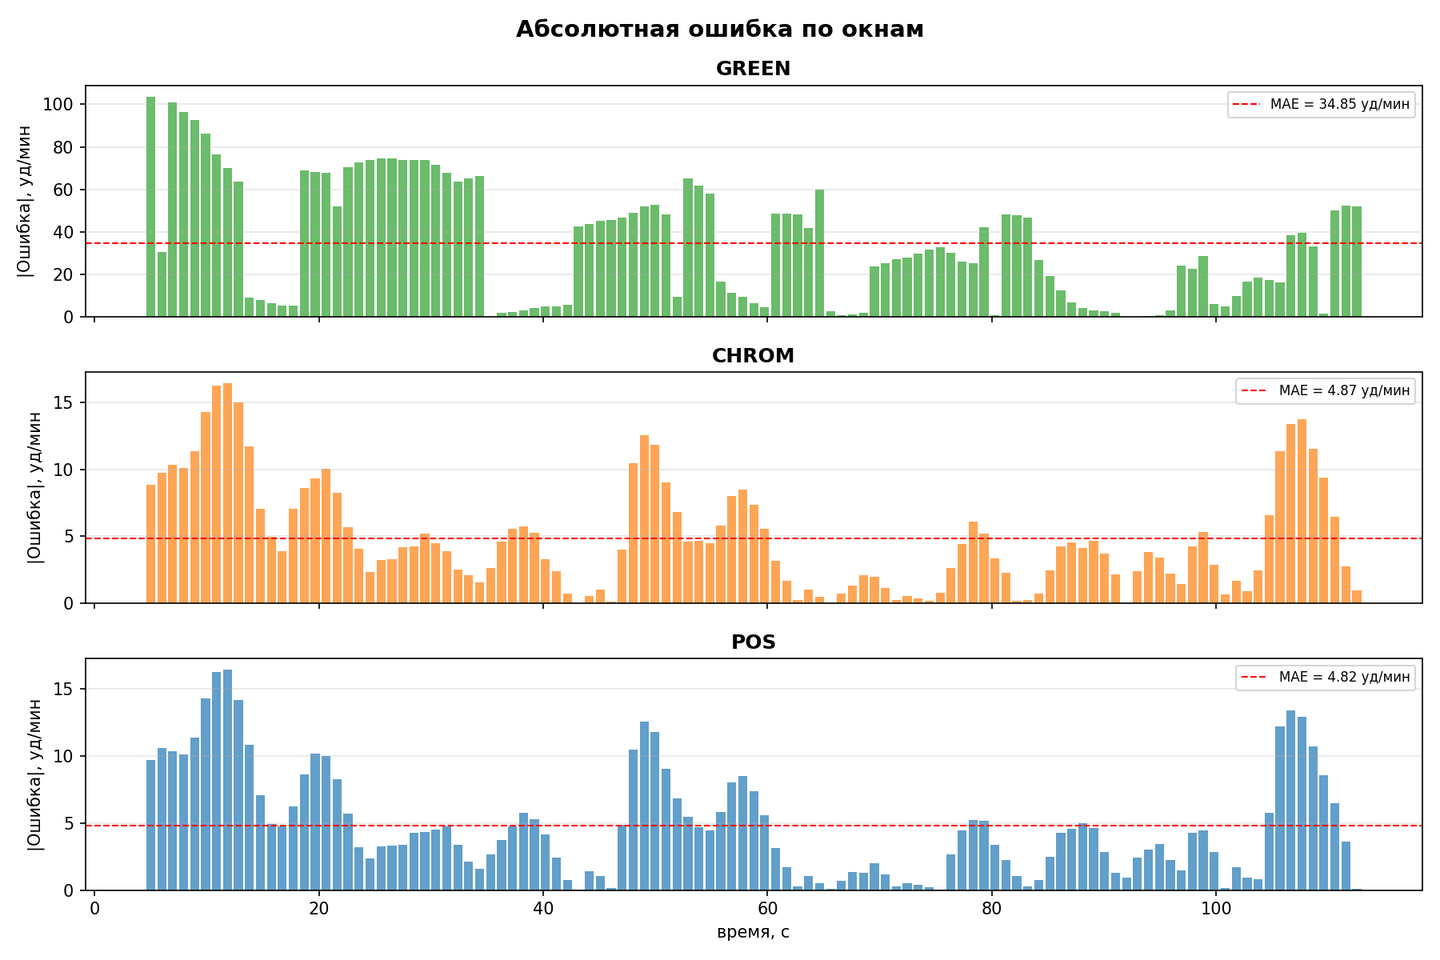 Абсолютная ошибка по окнам
GREEN
|Ошибка|, уд/мин
100
80
60
40
20
0
MAE = 34.85 уд/мин
CHROM
|Ошибка|, уд/мин
15
10
5
0
MAE = 4.87 уд/мин
POS
|Ошибка|, уд/мин
15
10
5
0
MAE = 4.82 уд/мин
0 20 40 60 80 100
время, с